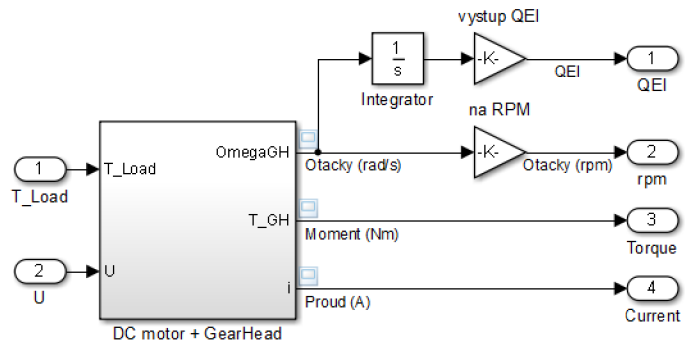 vystup QEI
1
s
-K-
1
QEI
QEI
Integrator
na RPM
OmegaGH
-K-
2
Otacky (rad/s)
Otacky (rpm)
rpm
1
T_Load
T_Load
T_GH
3
Moment (Nm)
Torque
2
U
U
i
4
Proud (A)
Current
DC motor + GearHead